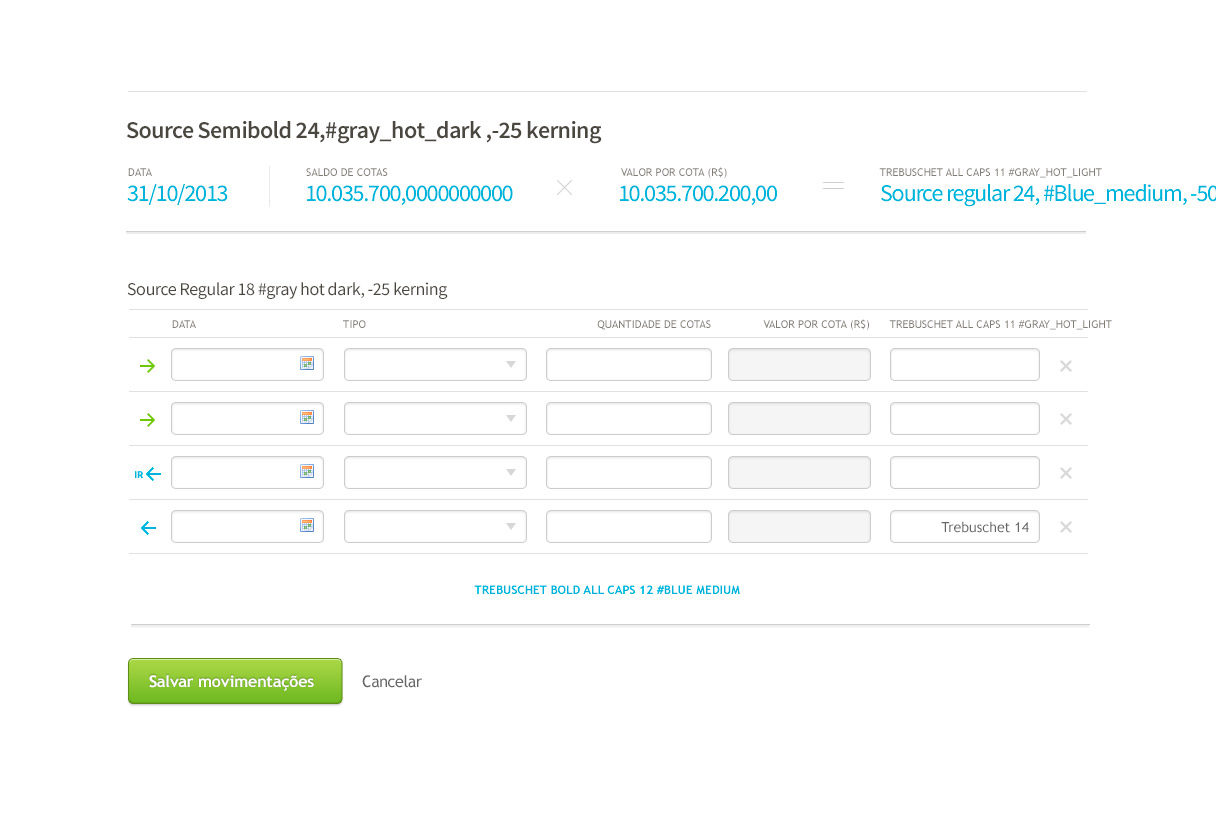 Source Semibold 24,#gray_hot_dark ,-25 kerning
DATA SALDO DE COTAS VALOR POR COTA (R$) TREBUSCHET ALL CAPS 11 #GRAY_HOT_LIGHT
31/10/2013 10.035.700,0000000000 10.035.700.200,00 Source regular 24, #Blue_medium, -50
Source Regular 18 #gray hot dark, -25 kerning
DATA TIPO QUANTIDADE DE COTAS VALOR POR COTA (R$) TREBUSCHET ALL CAPS 11 #GRAY_HOT_LIGHT
IR
Trebuschet 14
TREBUSCHET BOLD ALL CAPS 12 #BLUE MEDIUM
Salvar movimentações Cancelar